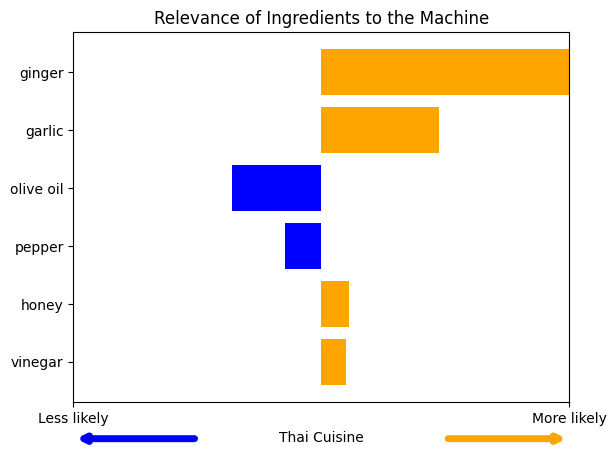 Relevance of Ingredients to the Machine
ginger
garlic
olive oil
pepper
honey
vinegar
Less likely
More likely
Thai Cuisine